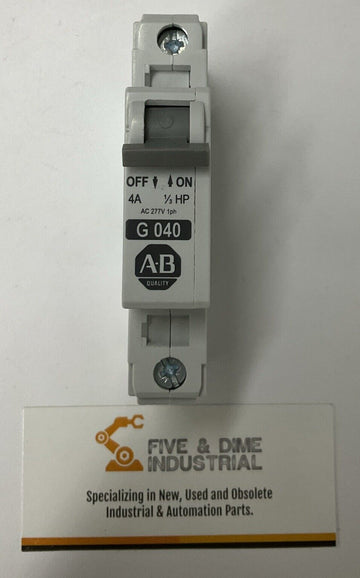 OFF ON
4A 1/3 HP
AC 277V 1ph
G 040
A-B
QUALITY
FIVE & DIME
INDUSTRIAL
Specializing in New, Used and Obsolete
Industrial & Automation Parts.